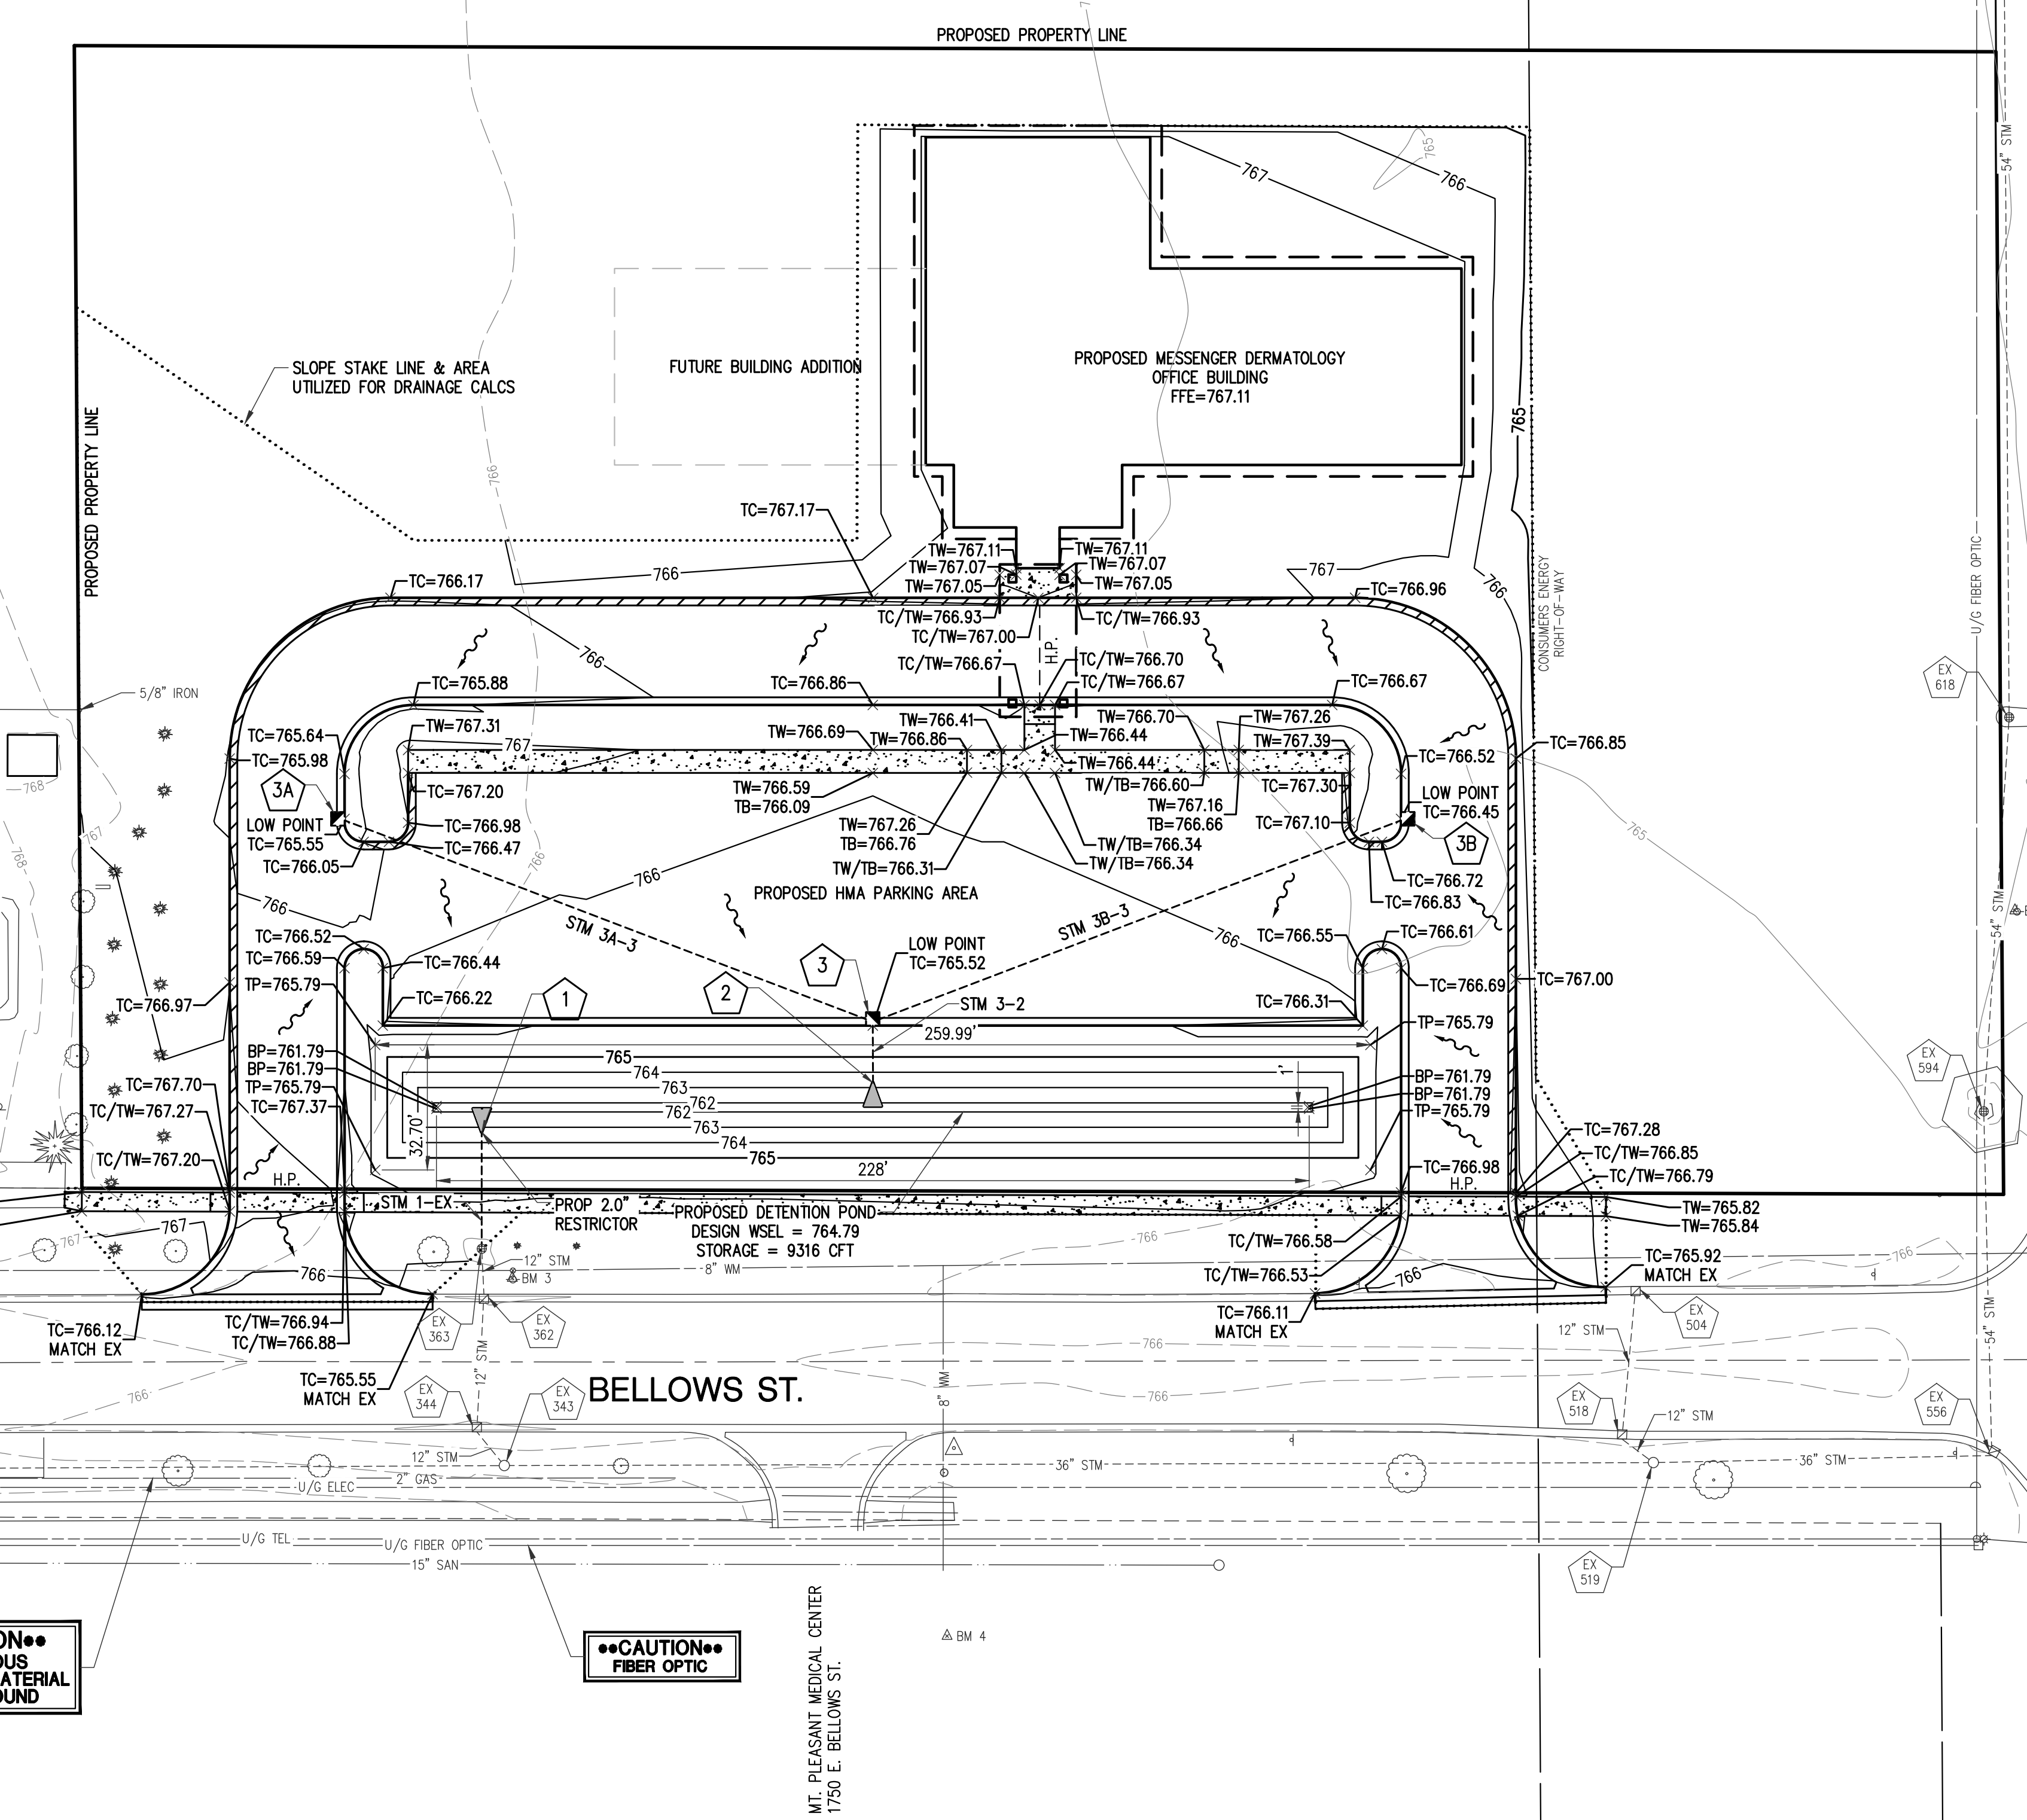 PROPOSED PROPERTY LINE
54" STM
765
767
766
SLOPE STAKE LINE & AREA
UTILIZED FOR DRAINAGE CALCS
FUTURE BUILDING ADDITION
PROPOSED MESSENGER DERMATOLOGY
OFFICE BUILDING
FFE=767.11
765
PROPOSED PROPERTY LINE
766
TC=767.17
TW=767.11
TW=767.11
TW=767.07
TW=767.07
TW=767.05
TW=767.05
766
767
766
CONSUMERS ENERGY
RIGHT-OF-WAY
U/G FIBER OPTIC
TC=766.17
TC=766.96
TC/TW=766.93
TC/TW=766.93
TC/TW=767.00
H.P.
766
TC/TW=766.67
TC/TW=766.70
TC/TW=766.67
EX
618
5/8" IRON
TC=765.88
TC=766.86
TC=766.67
TW=767.31
TW=766.41
TW=766.70
TW=767.26
TC=765.64
TW=766.69
TW=766.86
TW=766.44
TW=767.39
TC=766.85
767
TC=765.98
TW=766.44
TC=766.52
768
3A
TC=767.20
TW=766.59
TB=766.09
TW/TB=766.60
TC=767.30
LOW POINT
TC=766.45
TW=767.16
TB=766.66
LOW POINT
TC=765.55
TC=766.98
TW=767.26
TB=766.76
TC=767.10
767
768
765
TC=766.47
TW/TB=766.34
TW/TB=766.34
3B
TC=766.05
766
TW/TB=766.31
766
PROPOSED HMA PARKING AREA
TC=766.72
TC=766.83
766
STM 3A-3
STM 3B-3
54" STM
TC=766.52
TC=766.59
TC=766.44
LOW POINT
TC=765.52
766
TC=766.55
TC=766.61
TP=765.79
3
TC=766.69
TC=767.00
TC=766.97
TC=766.22
1
2
STM 3-2
TC=766.31
259.99'
TP=765.79
BP=761.79
BP=761.79
765
764
763
762
762
763
764
765
1'
32.70'
228'
BP=761.79
BP=761.79
TP=765.79
EX
594
TC=767.70
TP=765.79
TC/TW=767.27
TC=767.37
TC/TW=767.20
H.P.
TC=767.28
TC/TW=766.85
TC=766.98
H.P.
TC/TW=766.79
STM 1-EX
PROP 2.0"
RESTRICTOR
PROPOSED DETENTION POND
DESIGN WSEL = 764.79
STORAGE = 9316 CFT
TW=765.82
TW=765.84
767
767
766
12" STM
BM 3
8" WM
766
TC/TW=766.58
TC/TW=766.53
TC=765.92
MATCH EX
766
766
TC=766.12
MATCH EX
TC/TW=766.94
TC/TW=766.88
EX
363
EX
362
TC=766.11
MATCH EX
EX
504
12" STM
54" STM
12" STM
766
766
766
TC=765.55
MATCH EX
EX
344
EX
343
BELLOWS ST.
8" WM
EX
518
12" STM
EX
556
12" STM
2" GAS
U/G ELEC
36" STM
36" STM
U/G TEL
U/G FIBER OPTIC
15" SAN
EX
519
MT. PLEASANT MEDICAL CENTER
1750 E. BELLOWS ST.
BM 4
**CAUTION**
FIBER OPTIC
ON**
OUS
ATERIAL
OUND